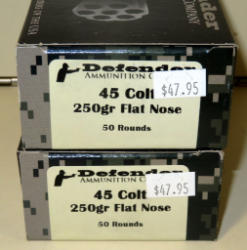 Defender
AMMUNITION
45 Colt
$47.95
250gr Flat Nose
50 Rounds
Defender
AMMUNITION
45 Colt
$47.95
250gr Flat Nose
50 Rounds